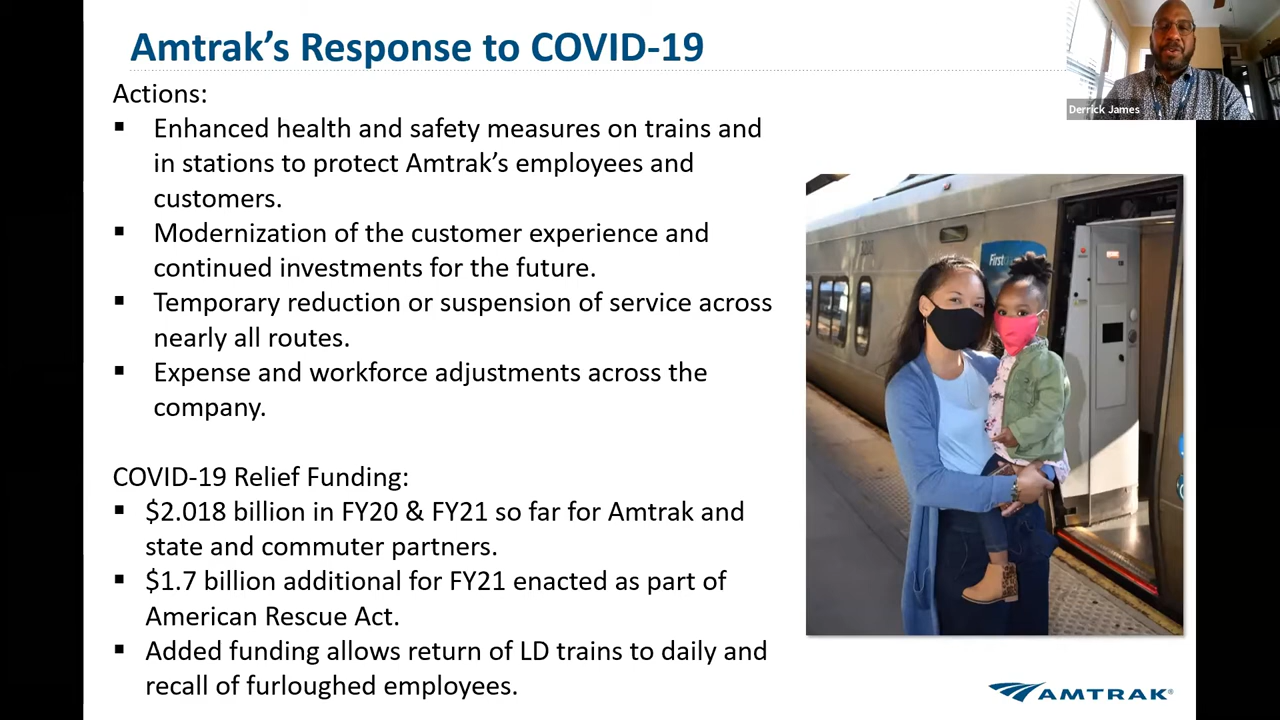 Amtrak's Response to COVID-19
Derrick James
Actions:
▪ Enhanced health and safety measures on trains and
in stations to protect Amtrak's employees and
customers.
▪ Modernization of the customer experience and
continued investments for the future.
▪ Temporary reduction or suspension of service across
nearly all routes.
▪ Expense and workforce adjustments across the
company.
COVID-19 Relief Funding:
▪ $2.018 billion in FY20 & FY21 so far for Amtrak and
state and commuter partners.
▪ $1.7 billion additional for FY21 enacted as part of
American Rescue Act.
▪ Added funding allows return of LD trains to daily and
recall of furloughed employees.
First
AMTRAK®